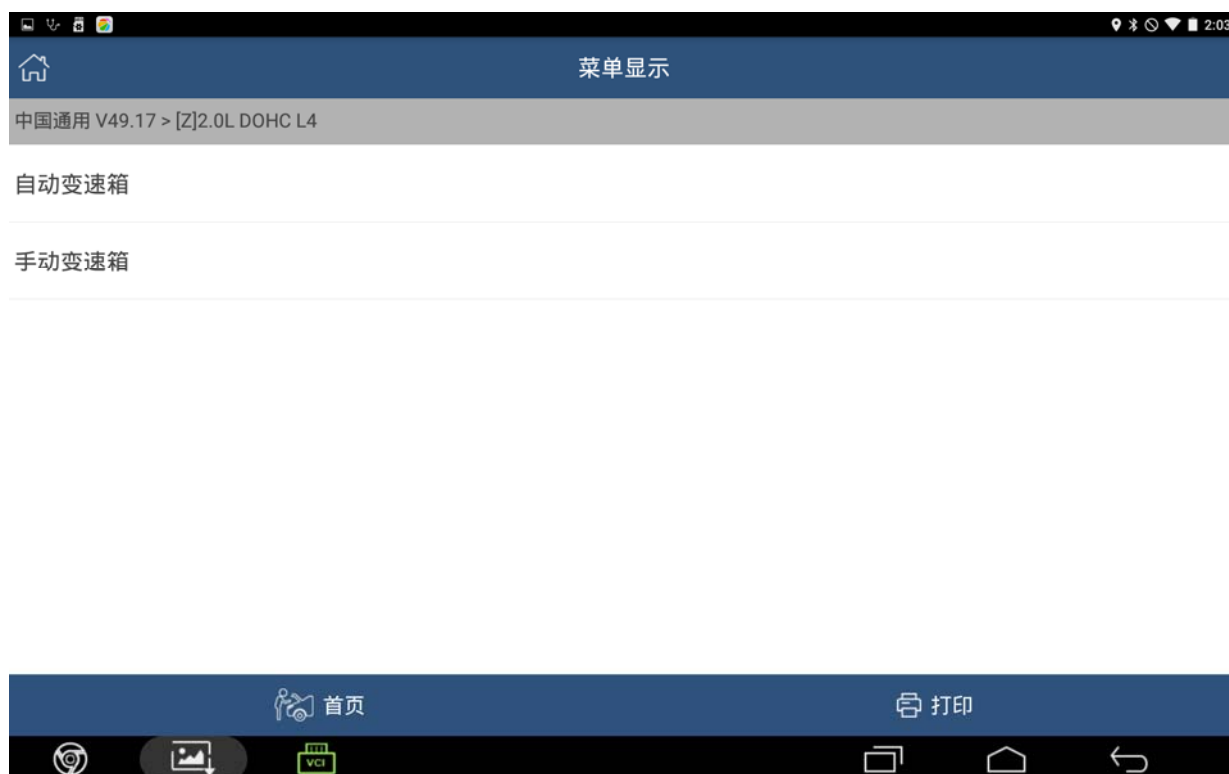 2:03
菜单显示
中国通用 V49.17 > [Z]2.0L DOHC L4
自动变速箱
手动变速箱
首页
打印
VCI